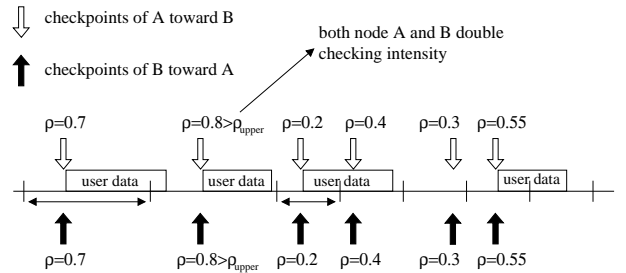 checkpoints of A toward B
both node A and B double
checking intensity
checkpoints of B toward A
ρ=0.7 ρ=0.8>ρupper ρ=0.2 ρ=0.4 ρ=0.3 ρ=0.55
user data user data user data user data
ρ=0.7 ρ=0.8>ρupper ρ=0.2 ρ=0.4 ρ=0.3 ρ=0.55